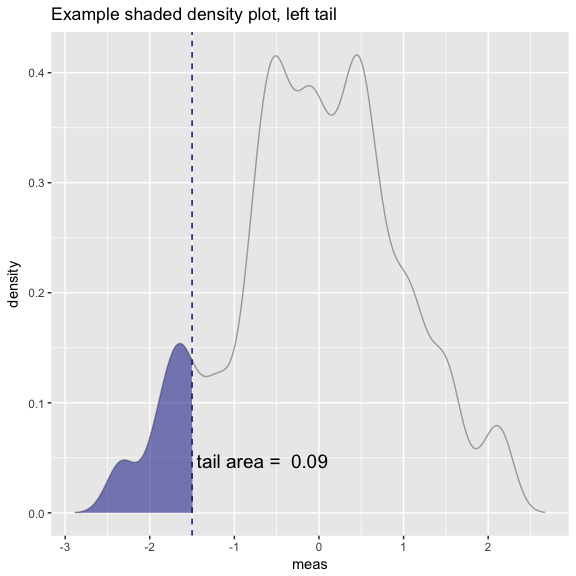 Example shaded density plot, left tail
0.4
0.3
density
0.2
0.1
tail area =  0.09
0.0
-3 -2 -1 0 1 2
meas